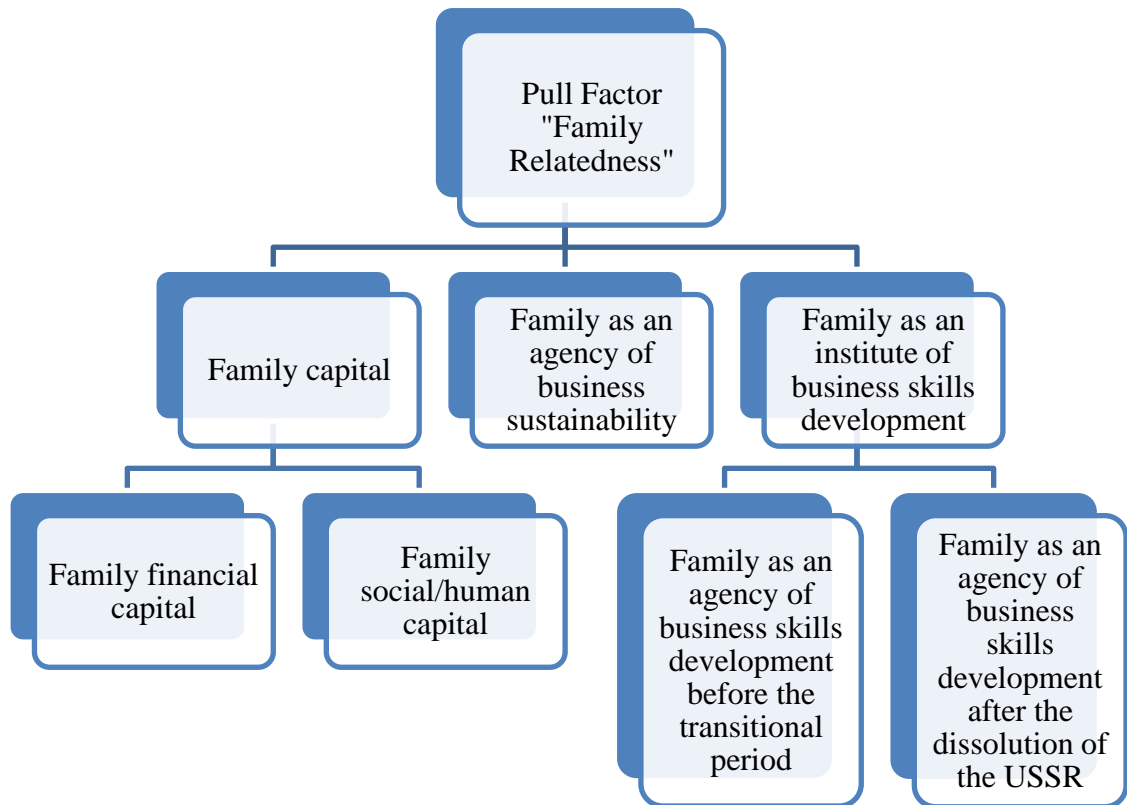 Pull Factor
"Family
Relatedness"
Family capital
Family as an
agency of
business
sustainability
Family as an
institute of
business skills
development
Family financial
capital
Family
social/human
capital
Family as an
agency of
business skills
development
before the
transitional
period
Family as an
agency of
business
skills
development
after the
dissolution of
the USSR